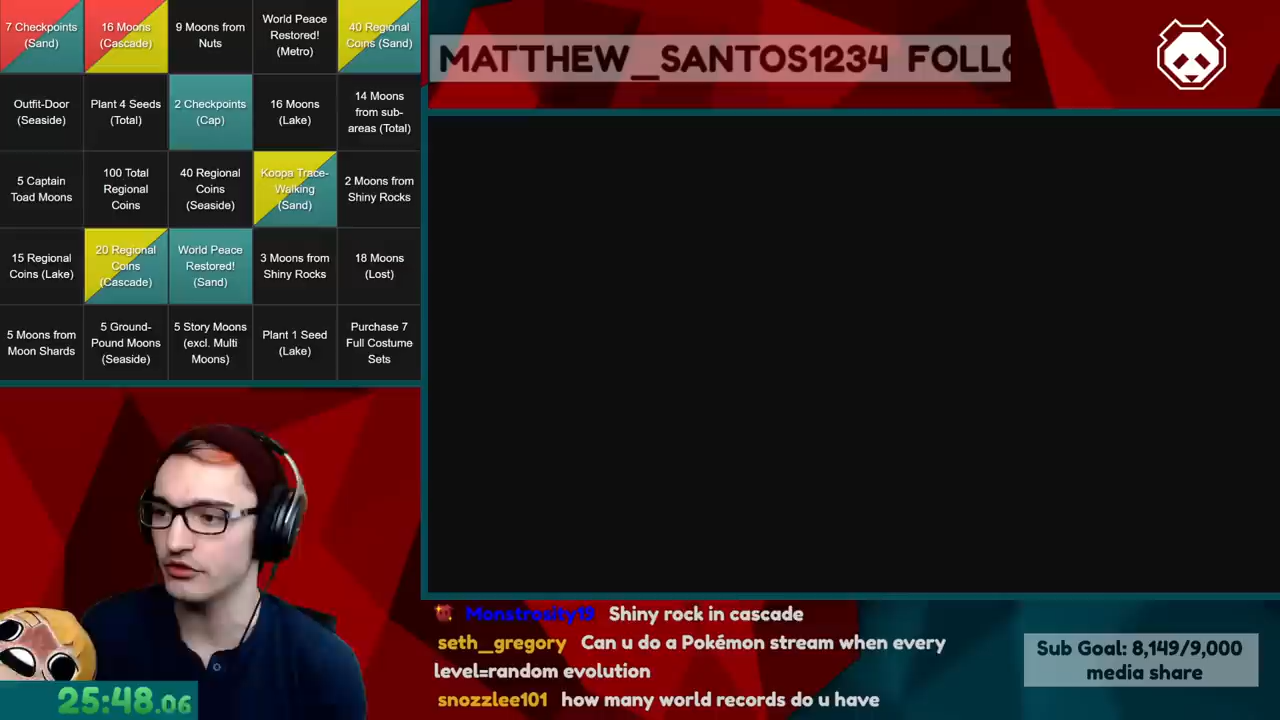 7 Checkpoints
(Sand)
16 Moons
(Cascade)
9 Moons from
Nuts
World Peace
Restored!
(Metro)
40 Regional
Coins (Sand)
Outfit-Door
(Seaside)
Plant 4 Seeds
(Total)
2 Checkpoints
(Cap)
16 Moons
(Lake)
14 Moons
from sub-
areas (Total)
5 Captain
Toad Moons
100 Total
Regional
Coins
40 Regional
Coins
(Seaside)
Koopa Trace-
Walking
(Sand)
2 Moons from
Shiny Rocks
15 Regional
Coins (Lake)
20 Regional
Coins
(Cascade)
World Peace
Restored!
(Sand)
3 Moons from
Shiny Rocks
18 Moons
(Lost)
5 Moons from
Moon Shards
5 Ground-
Pound Moons
(Seaside)
5 Story Moons
(excl. Multi
Moons)
Plant 1 Seed
(Lake)
Purchase 7
Full Costume
Sets
MATTHEW_SANTOS1234 FOLLO
Monstrosity19 Shiny rock in cascade
seth_gregory Can u do a Pokémon stream when every
level=random evolution
snozzlee101 how many world records do u have
Sub Goal: 8,149/9,000
media share
25:48.06